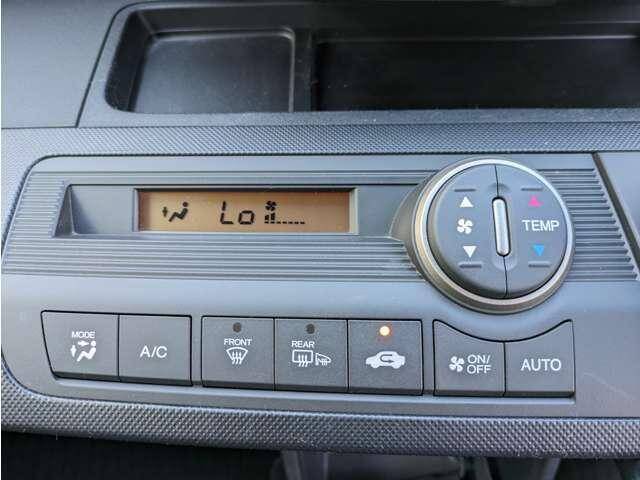 Lo
TEMP
MODE
A/C
FRONT
REAR
ON/
OFF
AUTO